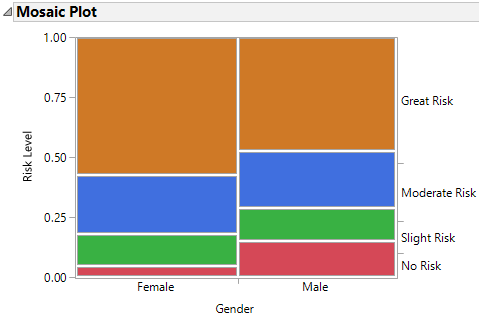 Mosaic Plot
1.00
0.75
0.50
0.25
0.00
Risk Level
Great Risk
Moderate Risk
Slight Risk
No Risk
Female
Male
Gender